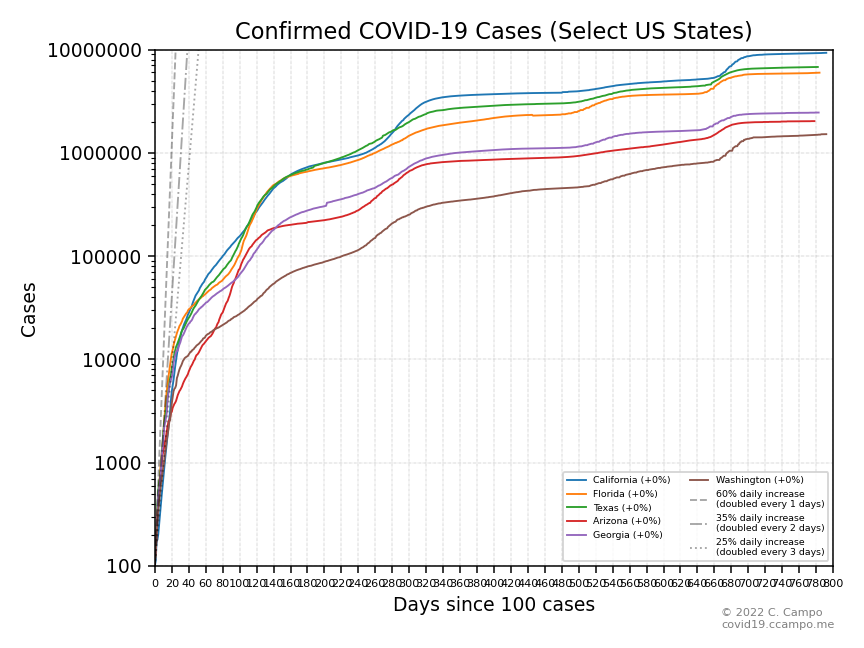 Confirmed COVID-19 Cases (Select US States)
10000000
1000000
100000
10000
1000
100
Cases
California (+0%)
Florida (+0%)
Texas (+0%)
Arizona (+0%)
Georgia (+0%)
Washington (+0%)
60% daily increase
(doubled every 1 days)
35% daily increase
(doubled every 2 days)
25% daily increase
(doubled every 3 days)
0 20 40 60 80 100 120 140 160 180 200 220 240 260 280 300 320 340 360 380 400 420 440 460 480 500 520 540 560 580 600 620 640 660 680 700 720 740 760 780 800
Days since 100 cases
© 2022 C. Campo
covid19.ccampo.me